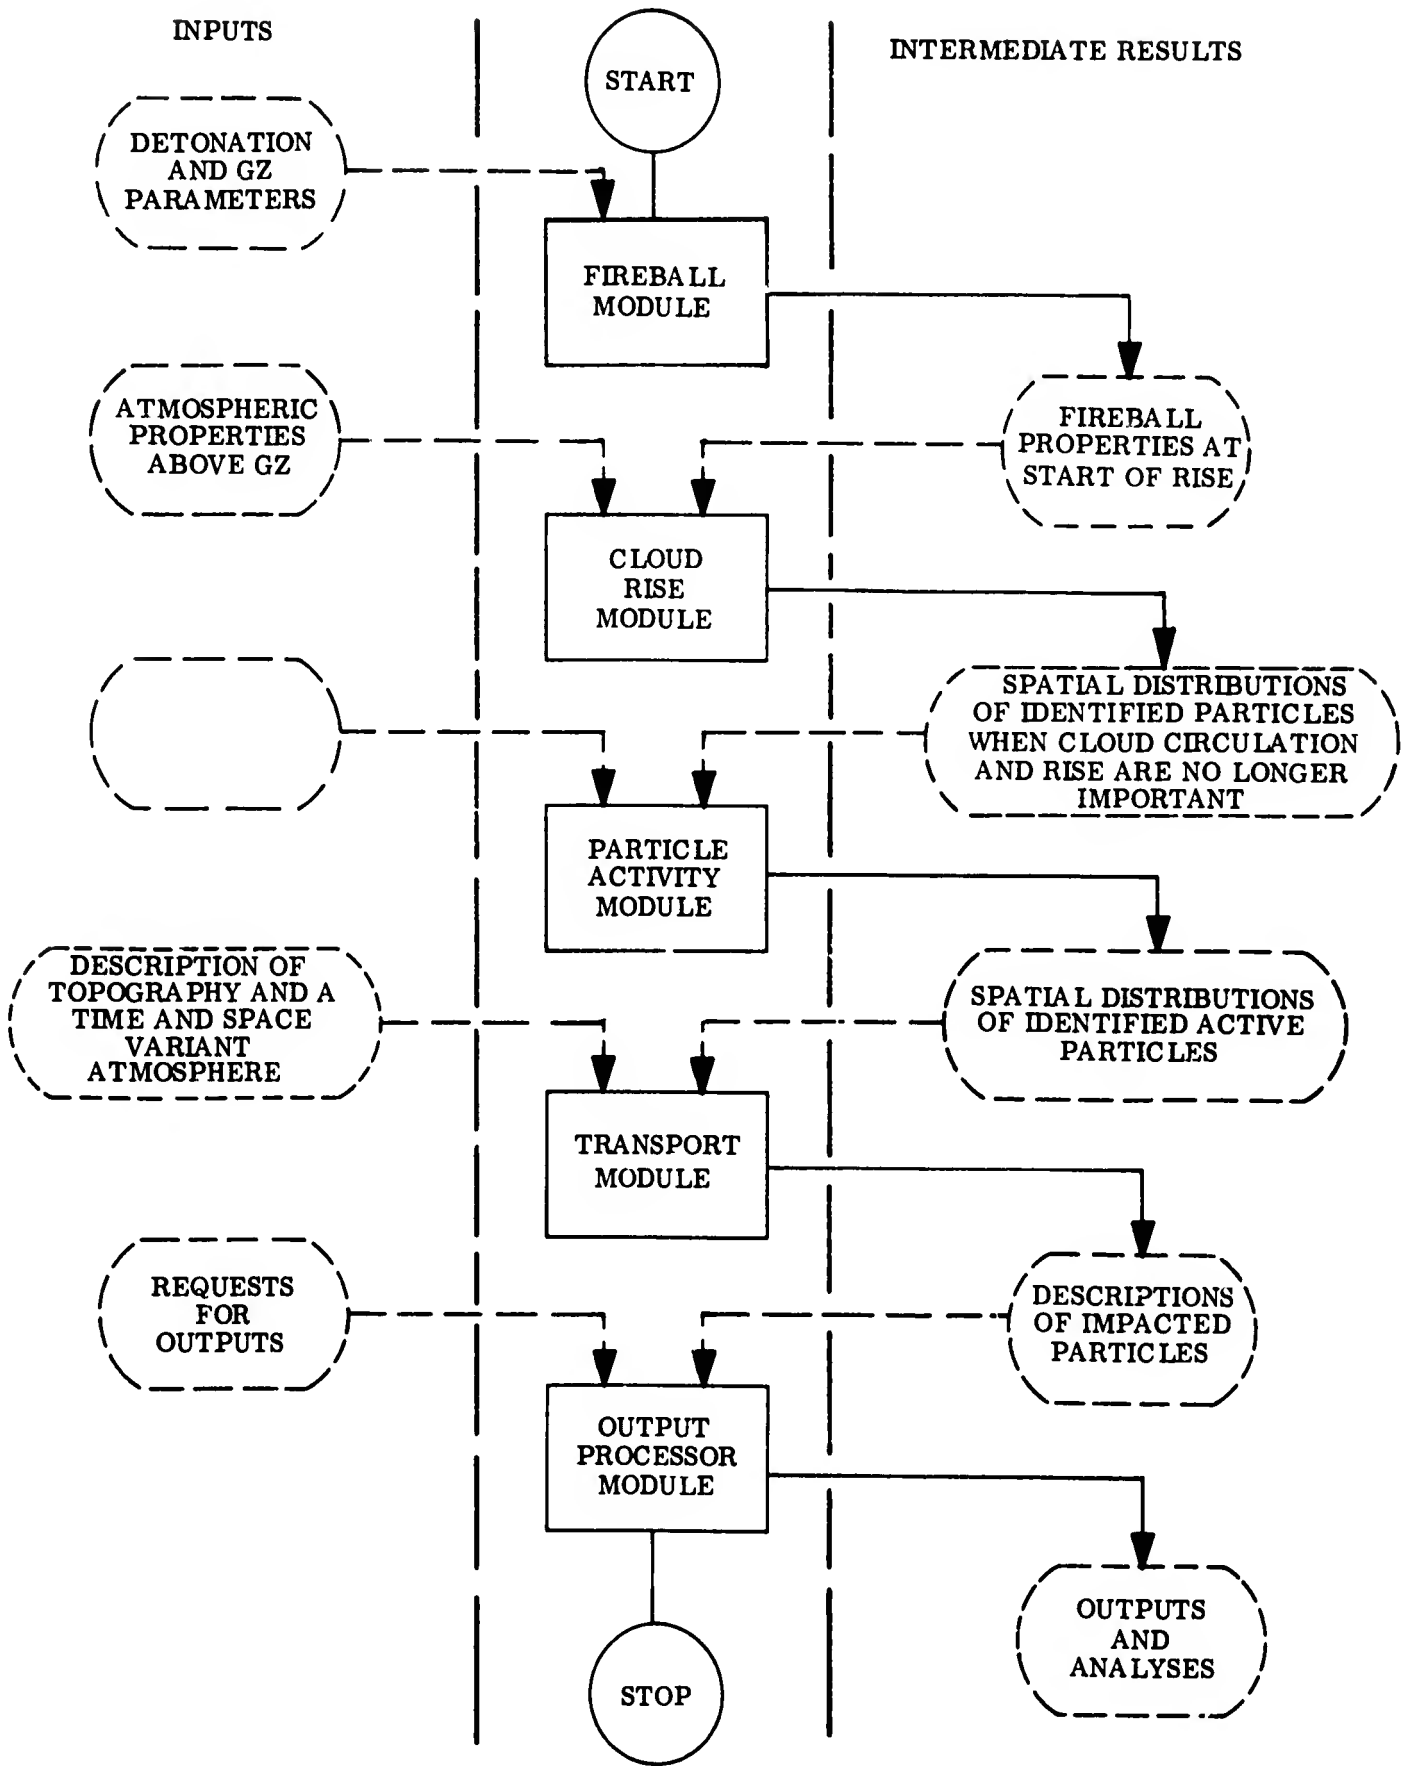 INPUTS
START
INTERMEDIATE RESULTS
DETONATION
AND GZ
PARAMETERS
FIREBALL
MODULE
ATMOSPHERIC
PROPERTIES
ABOVE GZ
FIREBALL
PROPERTIES AT
START OF RISE
CLOUD
RISE
MODULE
SPATIAL DISTRIBUTIONS
OF IDENTIFIED PARTICLES
WHEN CLOUD CIRCULATION
AND RISE ARE NO LONGER
IMPORTANT
PARTICLE
ACTIVITY
MODULE
DESCRIPTION OF
TOPOGRAPHY AND A
TIME AND SPACE
VARIANT
ATMOSPHERE
SPATIAL DISTRIBUTIONS
OF IDENTIFIED ACTIVE
PARTICLES
TRANSPORT
MODULE
REQUESTS
FOR
OUTPUTS
DESCRIPTIONS
OF IMPACTED
PARTICLES
OUTPUT
PROCESSOR
MODULE
OUTPUTS
AND
ANALYSES
STOP